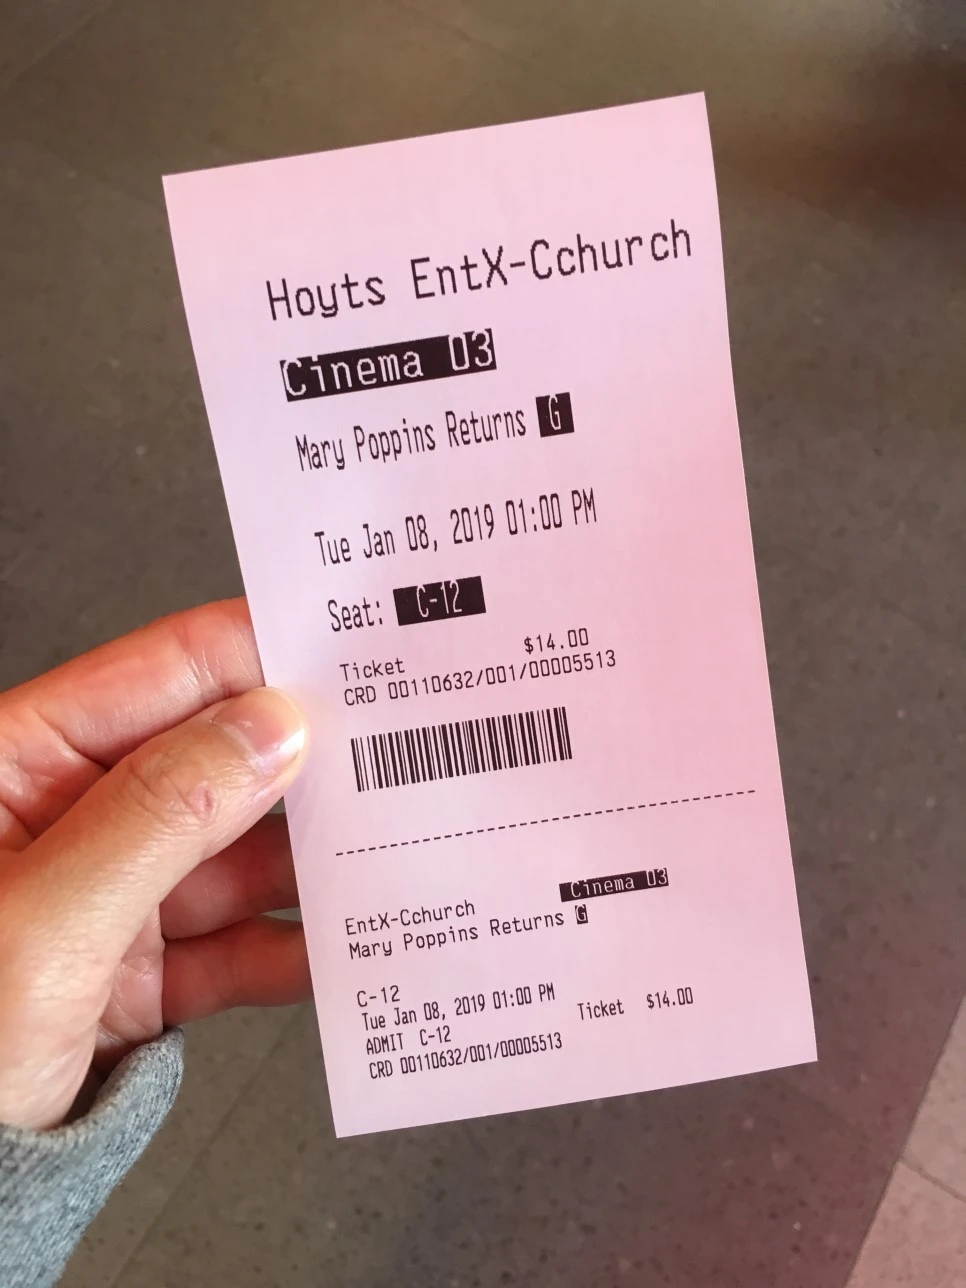 Hoyts EntX-Cchurch
Cinema 03
Mary Poppins Returns G
Tue Jan 08, 2019 01:00 PM
Seat: C-12
Ticket $14.00
CRD 00110632/001/00005513
Cinema 03
EntX-Cchurch
Mary Poppins Returns G
C-12
Tue Jan 08, 2019 01:00 PM
Ticket $14.00
ADMIT C-12
CRD 00110632/001/00005513